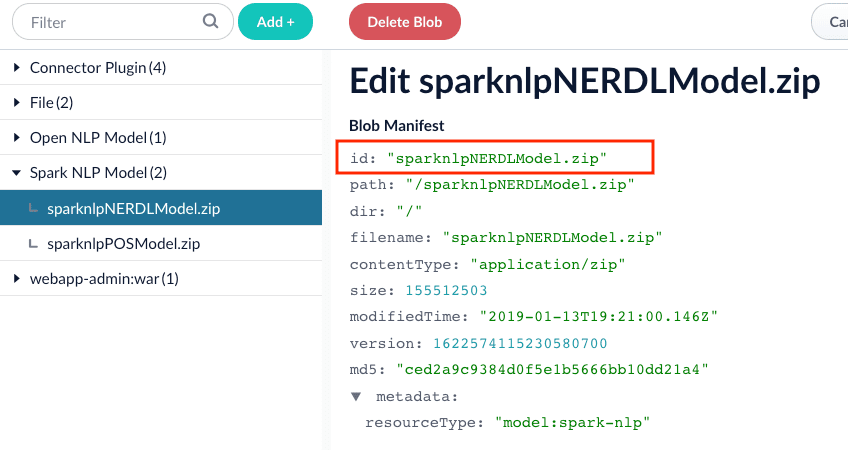 Filter
Add +
Delete Blob
Can
Connector Plugin (4)
File (2)
Open NLP Model (1)
Spark NLP Model (2)
sparknlpNERDLModel.zip
sparknlpPOSModel.zip
webapp-admin:war (1)
Edit sparknlpNERDLModel.zip
Blob Manifest
id: "sparknlpNERDLModel.zip"
path: "/sparknlpNERDLModel.zip"
dir: "/"
filename: "sparknlpNERDLModel.zip"
contentType: "application/zip"
size: 155512503
modifiedTime: "2019-01-13T19:21:00.146Z"
version: 1622574115230580700
md5: "ced2a9c9384d0f5e1b5666bb10dd21a4"
metadata:
resourceType: "model:spark-nlp"